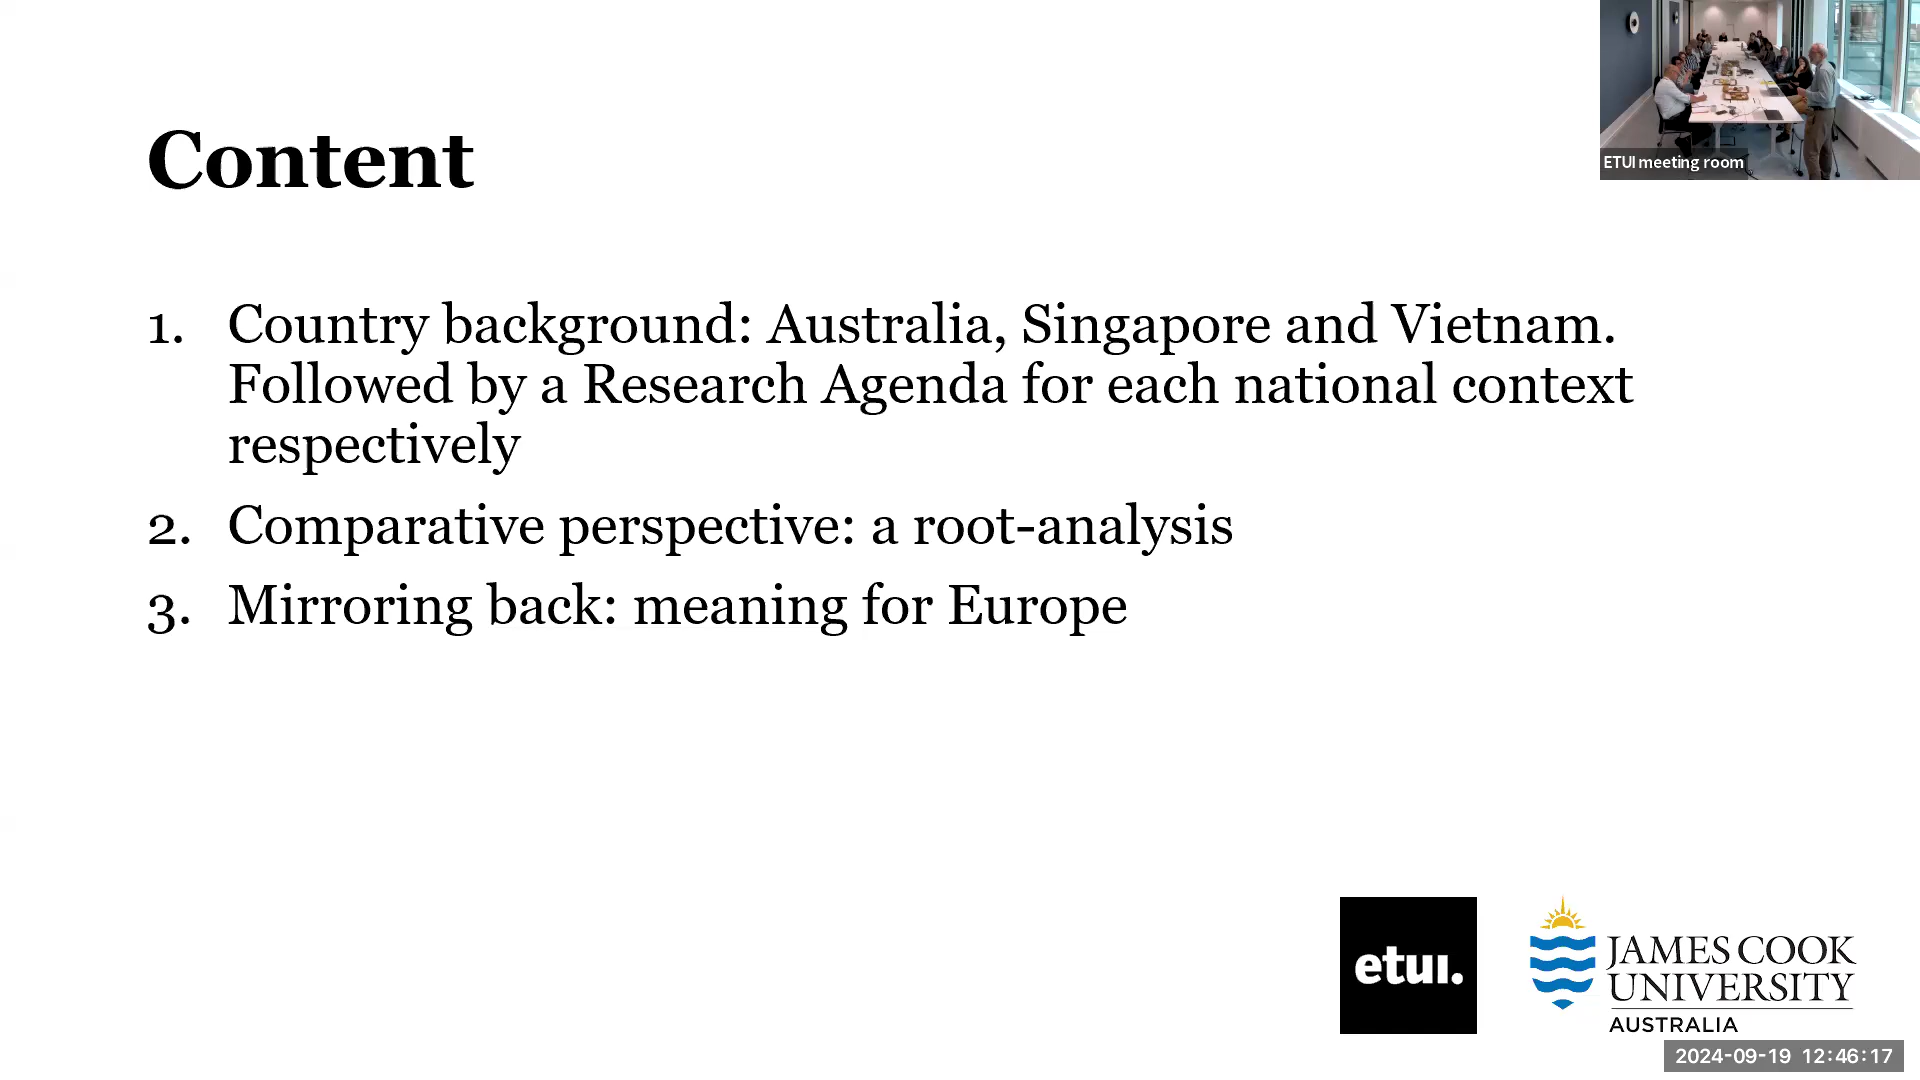 ETUI meeting room
Content
1. Country background: Australia, Singapore and Vietnam.
Followed by a Research Agenda for each national context
respectively
2. Comparative perspective: a root-analysis
3. Mirroring back: meaning for Europe
etui.
JAMES COOK
UNIVERSITY
AUSTRALIA
2024-09-19 12:46:17